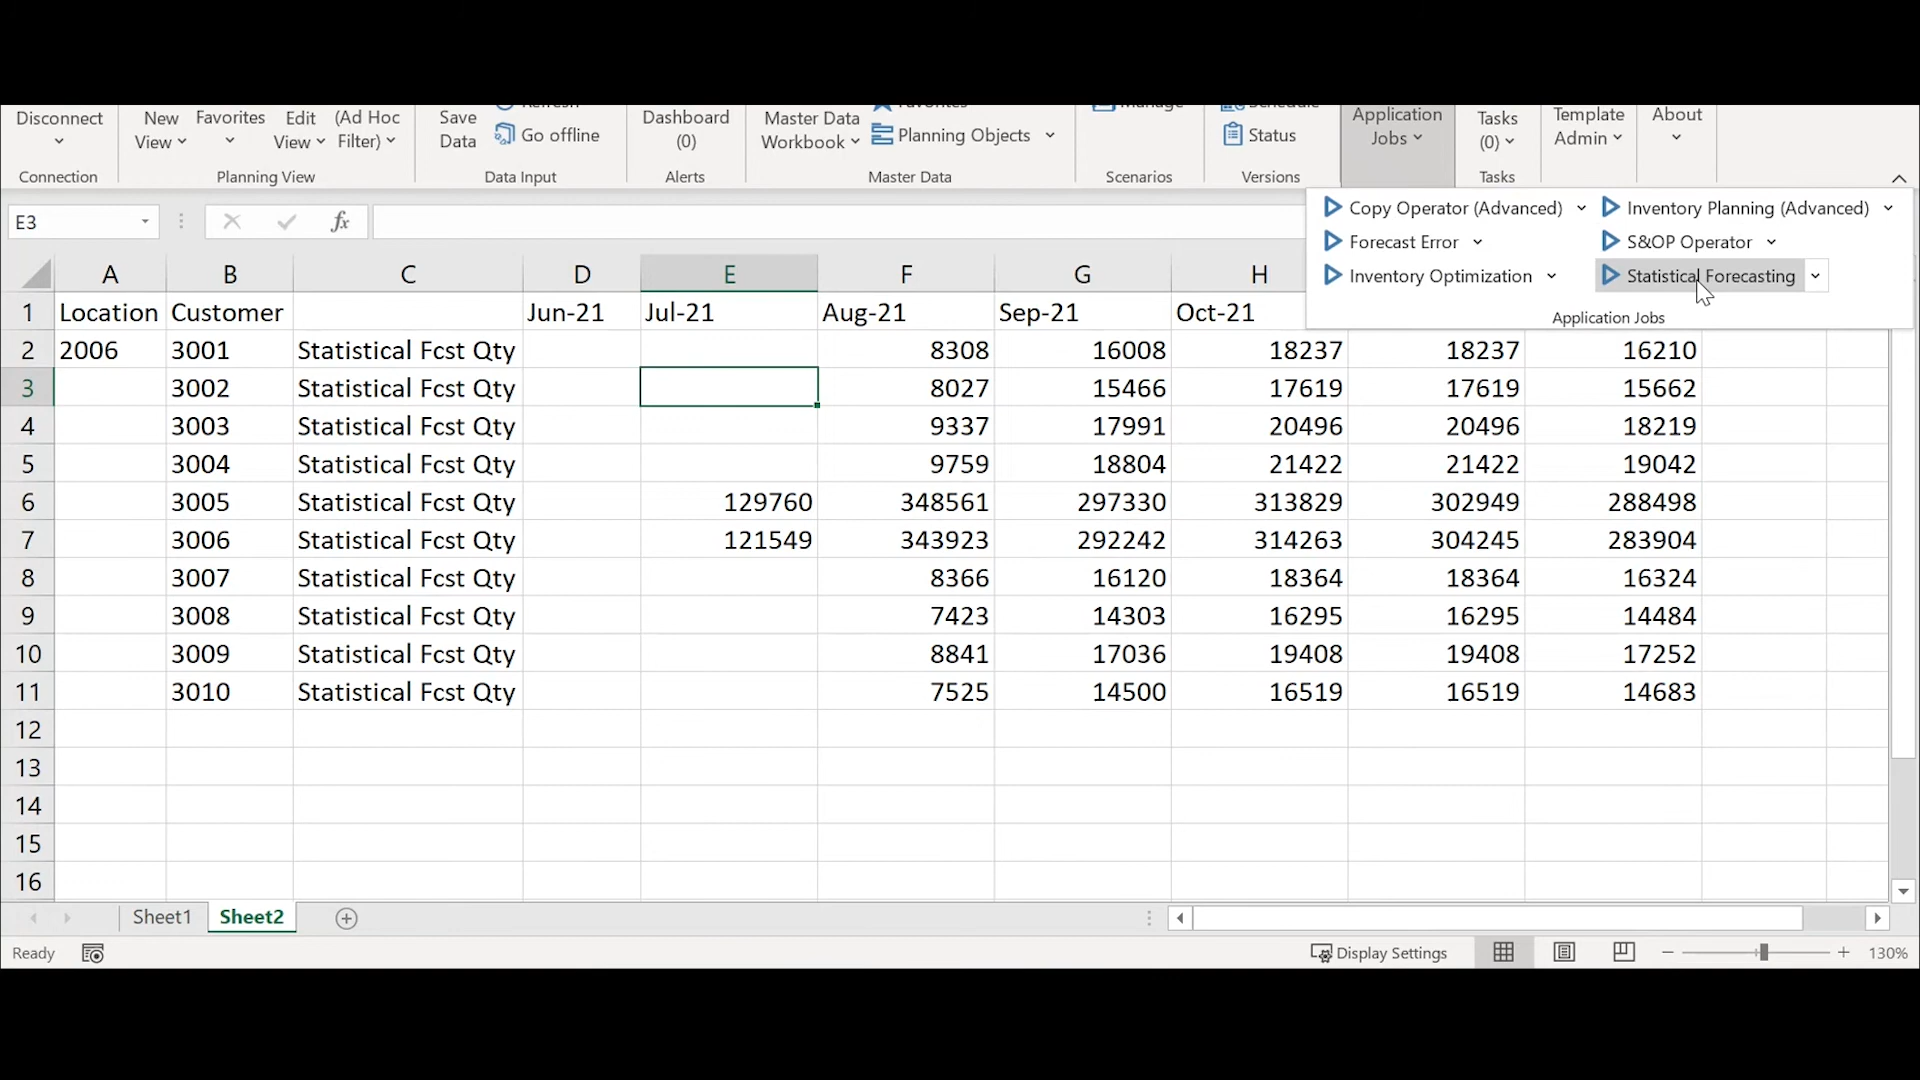 Disconnect New View Favorites Edit View (Ad Hoc Filter) Save Data Refresh Go offline Dashboard (0) Master Data Workbook Favorites Planning Objects Manage Schedule Status Application Jobs Tasks (0) Template Admin About
Connection Planning View Data Input Alerts Master Data Scenarios Versions Tasks
E3 fx
Copy Operator (Advanced) Inventory Planning (Advanced)
Forecast Error S&OP Operator
Inventory Optimization Statistical Forecasting
Application Jobs
A B C D E F G H
1 Location Customer Jun-21 Jul-21 Aug-21 Sep-21 Oct-21
2 2006 3001 Statistical Fcst Qty 8308 16008 18237 18237 16210
3 3002 Statistical Fcst Qty 8027 15466 17619 17619 15662
4 3003 Statistical Fcst Qty 9337 17991 20496 20496 18219
5 3004 Statistical Fcst Qty 9759 18804 21422 21422 19042
6 3005 Statistical Fcst Qty 129760 348561 297330 313829 302949 288498
7 3006 Statistical Fcst Qty 121549 343923 292242 314263 304245 283904
8 3007 Statistical Fcst Qty 8366 16120 18364 18364 16324
9 3008 Statistical Fcst Qty 7423 14303 16295 16295 14484
10 3009 Statistical Fcst Qty 8841 17036 19408 19408 17252
11 3010 Statistical Fcst Qty 7525 14500 16519 16519 14683
12
13
14
15
16
Sheet1 Sheet2
Ready Display Settings 130%